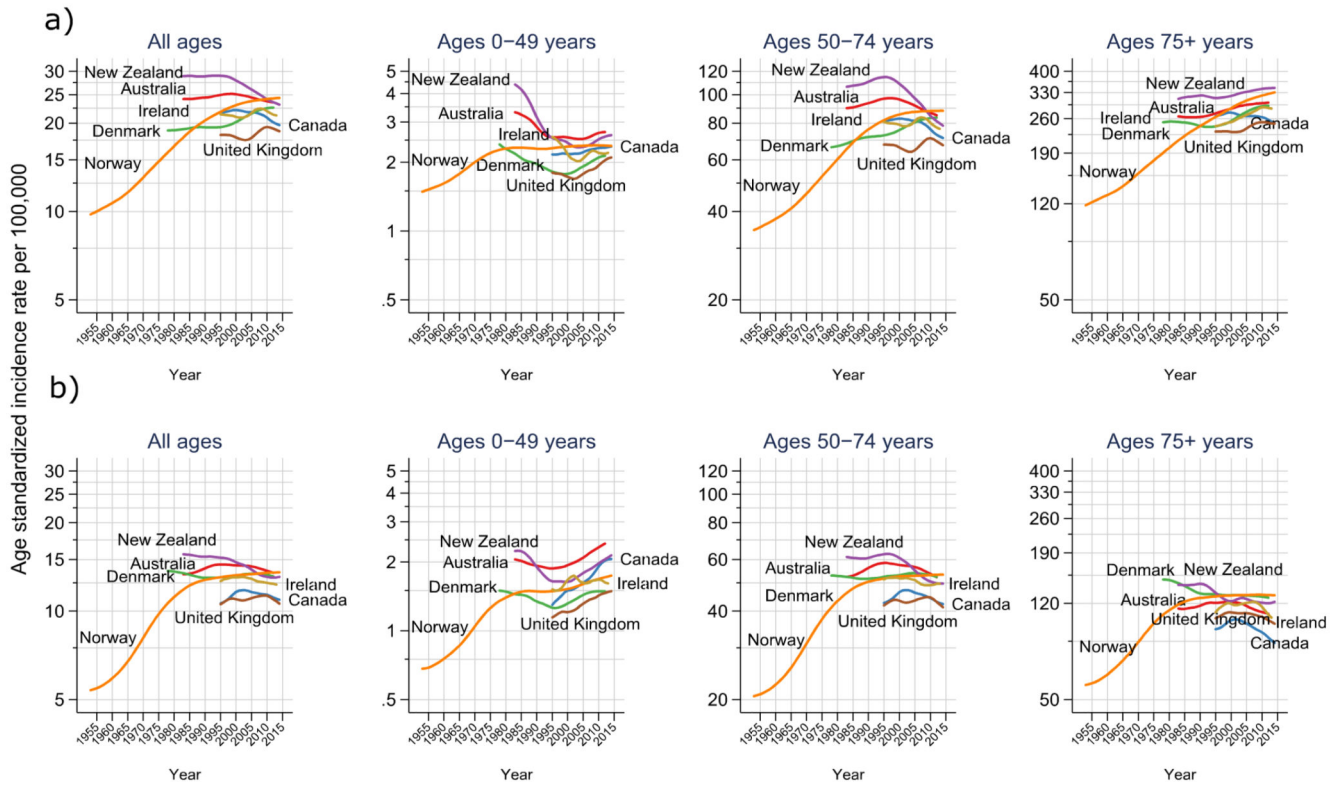 a)
Age standardized incidence rate per 100,000
All ages
30
25
20
15
10
5
New Zealand
Australia
Ireland
Denmark
Norway
Canada
United Kingdom
1955
1960
1965
1970
1975
1980
1985
1990
1995
2000
2005
2010
2015
Year
Ages 0−49 years
5
4
3
2
1
.5
New Zealand
Australia
Ireland
Norway
Denmark
Canada
United Kingdom
1955
1960
1965
1970
1975
1980
1985
1990
1995
2000
2005
2010
2015
Year
Ages 50−74 years
120
100
80
60
40
20
New Zealand
Australia
Ireland
Denmark
Canada
United Kingdom
Norway
1955
1960
1965
1970
1975
1980
1985
1990
1995
2000
2005
2010
2015
Year
Ages 75+ years
400
330
260
190
120
50
New Zealand
Australia
Ireland
Denmark
Canada
United Kingdom
Norway
1955
1960
1965
1970
1975
1980
1985
1990
1995
2000
2005
2010
2015
Year
b)
All ages
30
25
20
15
10
5
New Zealand
Australia
Denmark
Ireland
Canada
United Kingdom
Norway
1955
1960
1965
1970
1975
1980
1985
1990
1995
2000
2005
2010
2015
Year
Ages 0−49 years
5
4
3
2
1
.5
New Zealand
Australia
Canada
Denmark
Ireland
United Kingdom
Norway
1955
1960
1965
1970
1975
1980
1985
1990
1995
2000
2005
2010
2015
Year
Ages 50−74 years
120
100
80
60
40
20
New Zealand
Australia
Denmark
Ireland
Canada
United Kingdom
Norway
1955
1960
1965
1970
1975
1980
1985
1990
1995
2000
2005
2010
2015
Year
Ages 75+ years
400
330
260
190
120
50
Denmark
New Zealand
Australia
United Kingdom
Ireland
Canada
Norway
1955
1960
1965
1970
1975
1980
1985
1990
1995
2000
2005
2010
2015
Year